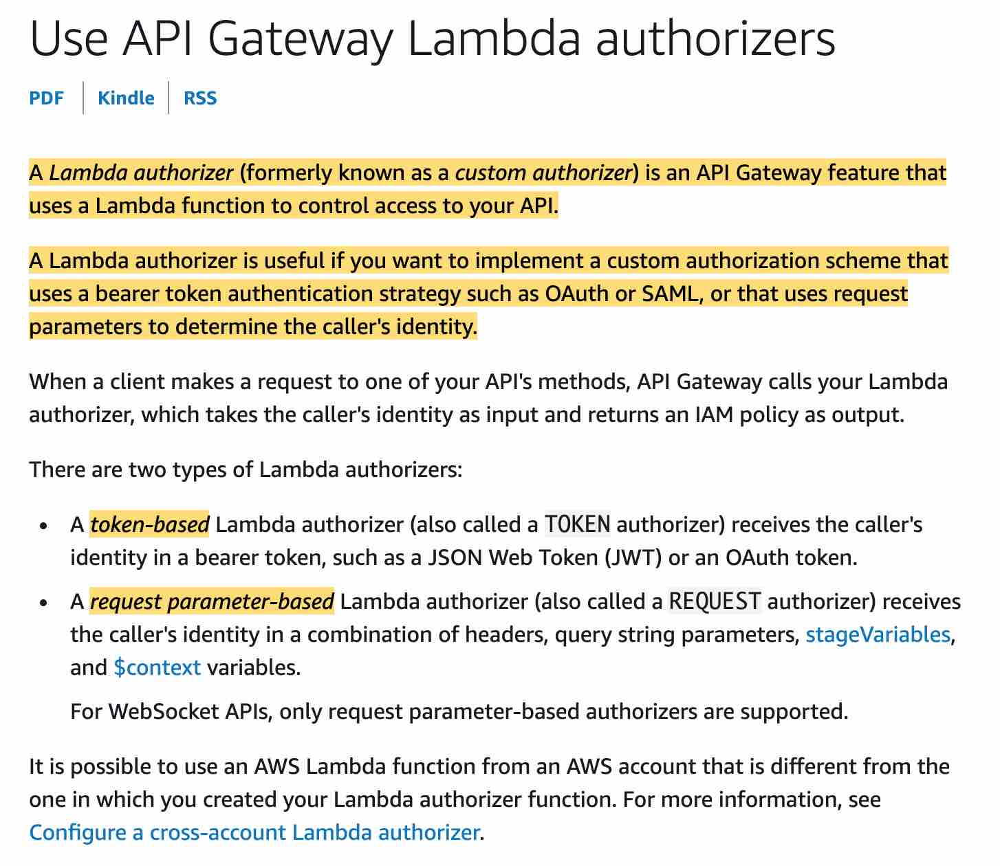 Use API Gateway Lambda authorizers
PDF | Kindle | RSS
A Lambda authorizer (formerly known as a custom authorizer) is an API Gateway feature that
uses a Lambda function to control access to your API.
A Lambda authorizer is useful if you want to implement a custom authorization scheme that
uses a bearer token authentication strategy such as OAuth or SAML, or that uses request
parameters to determine the caller's identity.
When a client makes a request to one of your API's methods, API Gateway calls your Lambda
authorizer, which takes the caller's identity as input and returns an IAM policy as output.
There are two types of Lambda authorizers:
• A token-based Lambda authorizer (also called a TOKEN authorizer) receives the caller's
identity in a bearer token, such as a JSON Web Token (JWT) or an OAuth token.
• A request parameter-based Lambda authorizer (also called a REQUEST authorizer) receives
the caller's identity in a combination of headers, query string parameters, stageVariables,
and $context variables.
For WebSocket APIs, only request parameter-based authorizers are supported.
It is possible to use an AWS Lambda function from an AWS account that is different from the
one in which you created your Lambda authorizer function. For more information, see
Configure a cross-account Lambda authorizer.